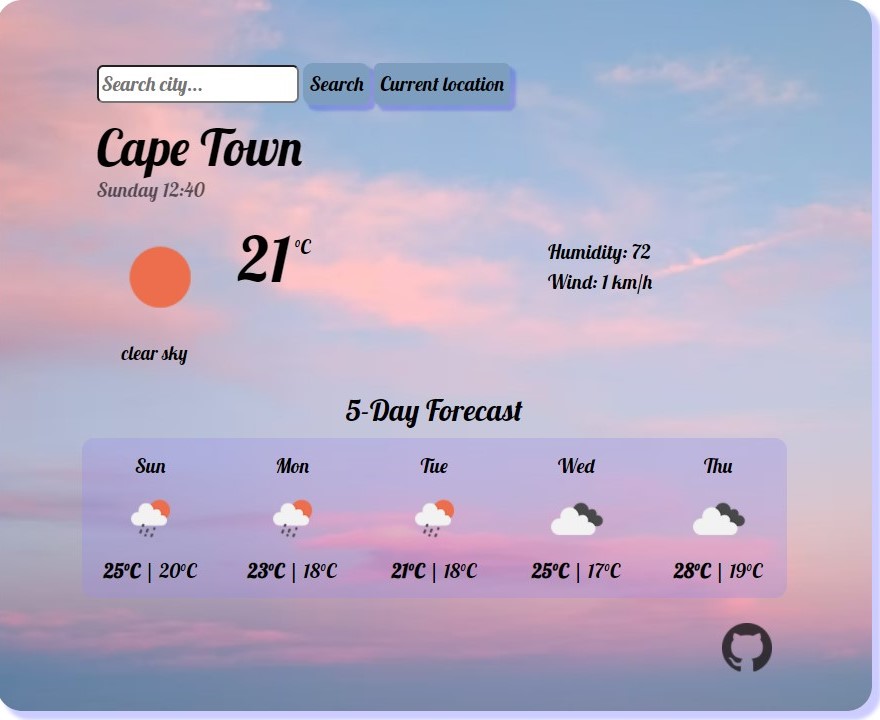 Search city... Search Current location
Cape Town
Sunday 12:40
21°C
Humidity: 72
Wind: 1 km/h
clear sky
5-Day Forecast
Sun Mon Tue Wed Thu
25°C | 20°C 23°C | 18°C 21°C | 18°C 25°C | 17°C 28°C | 19°C